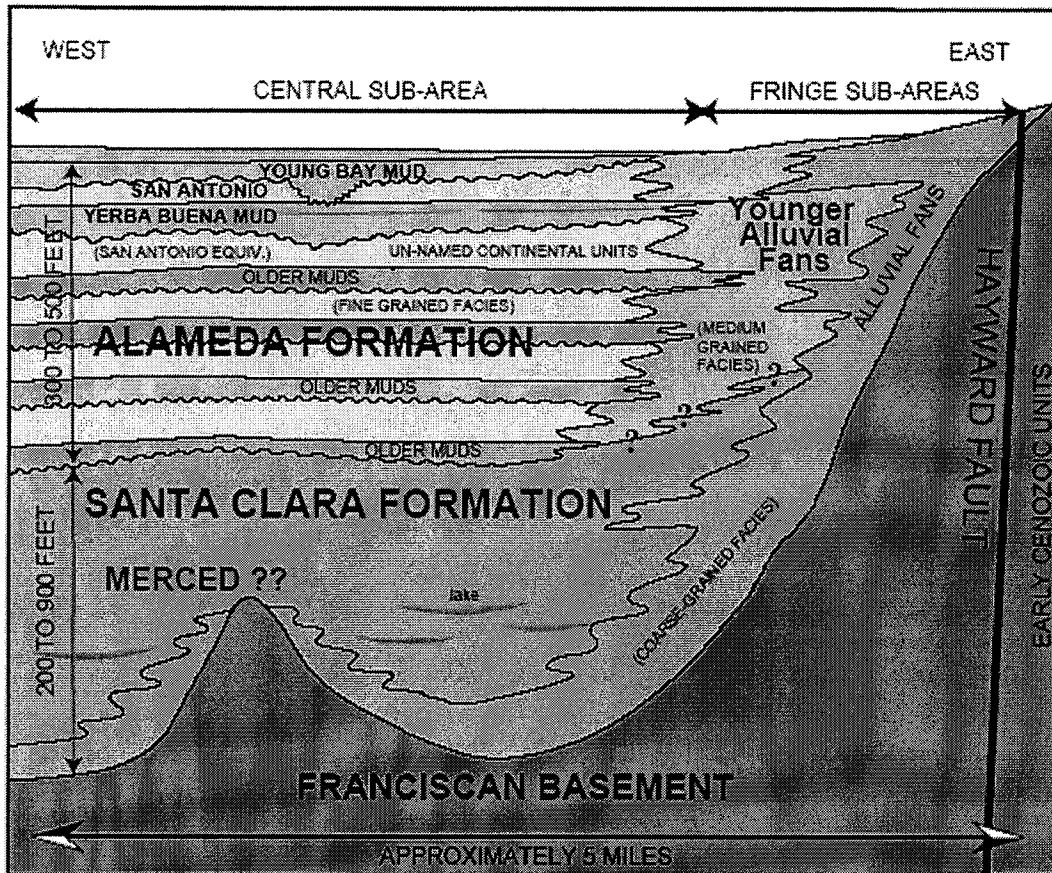 WEST
EAST
CENTRAL SUB-AREA
FRINGE SUB-AREAS
YOUNG BAY MUD
SAN ANTONIO
YERBA BUENA MUD
(SAN ANTONIO EQUIV.)
UN-NAMED CONTINENTAL UNITS
Younger
Alluvial
Fans
ALLUVIAL FANS
OLDER MUDS
(FINE GRAINED FACIES)
300 TO 500 FEET
ALAMEDA FORMATION
(MEDIUM
GRAINED
FACIES)
?
OLDER MUDS
?
?
OLDER MUDS
HAYWARD FAULT
EARLY CENOZOIC UNITS
SANTA CLARA FORMATION
200 TO 900 FEET
MERCED ??
lake
(COARSE-GRAINED FACIES)
FRANCISCAN BASEMENT
APPROXIMATELY 5 MILES